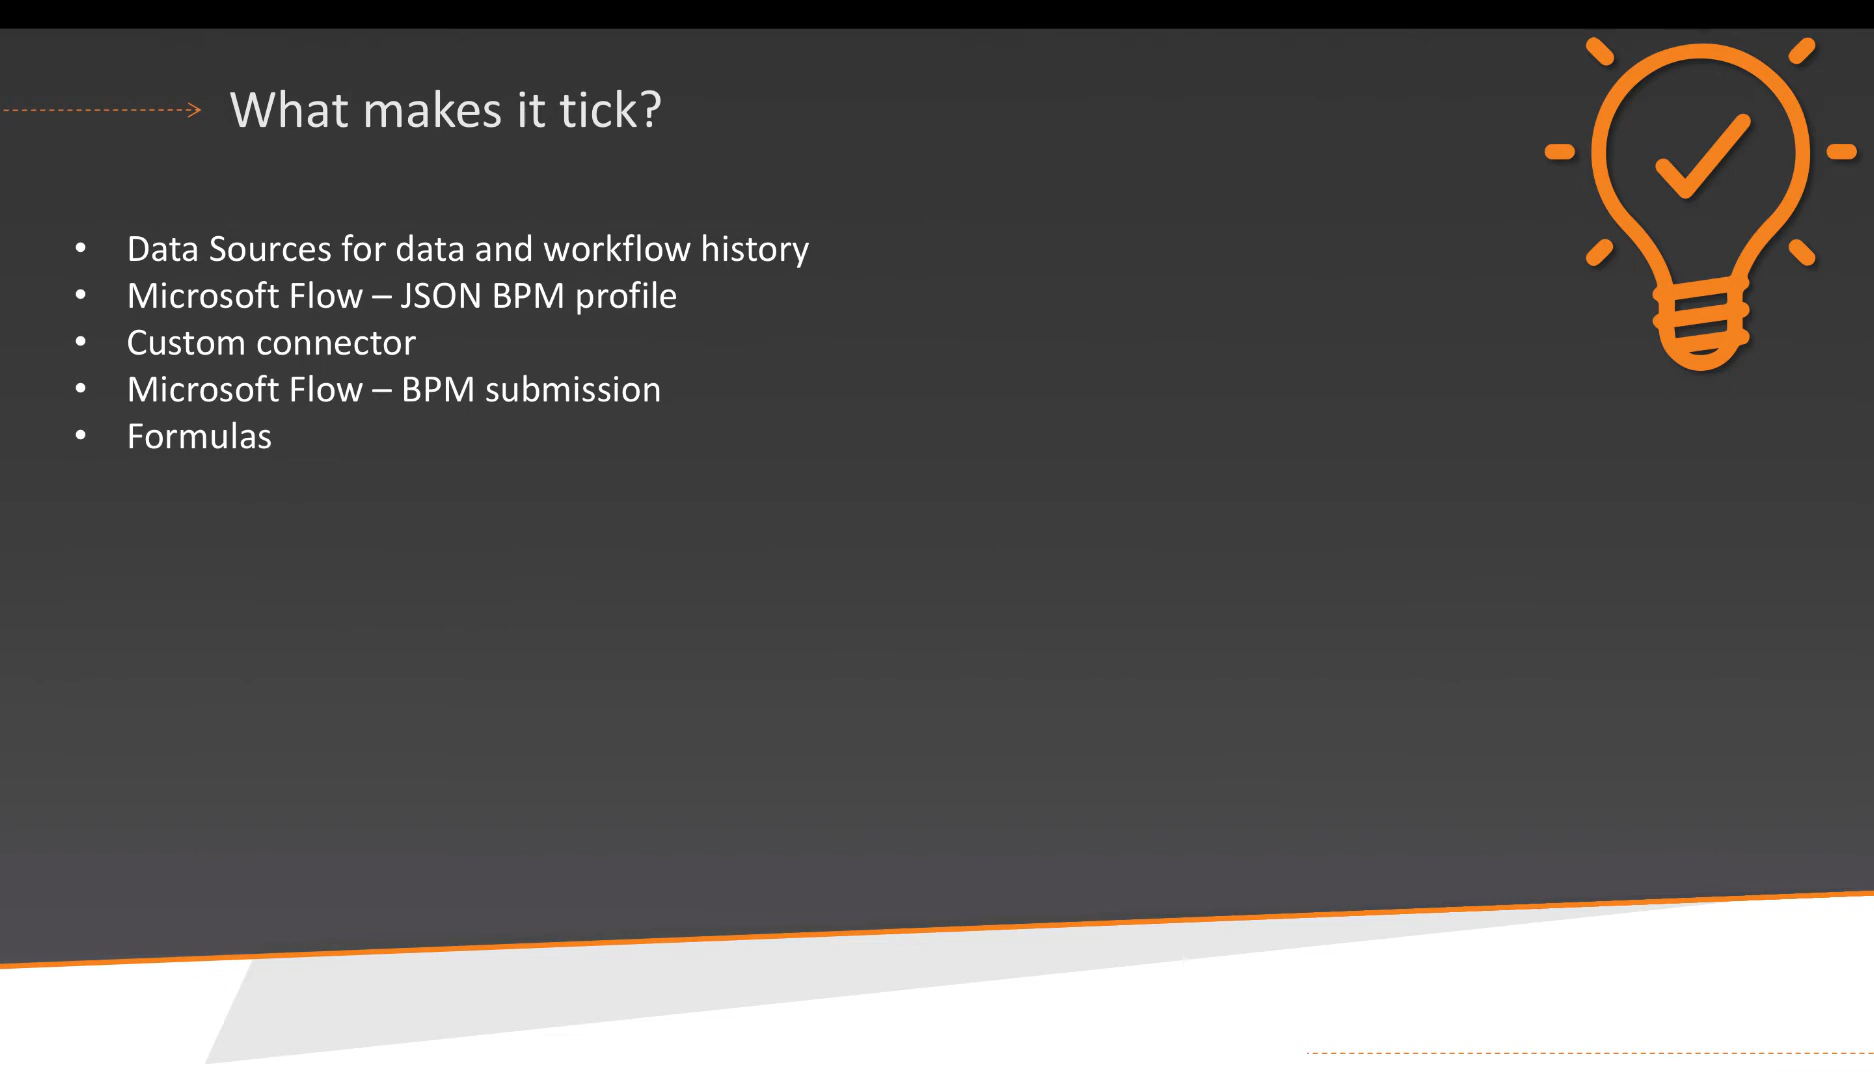 What makes it tick?
• Data Sources for data and workflow history
• Microsoft Flow – JSON BPM profile
• Custom connector
• Microsoft Flow – BPM submission
• Formulas